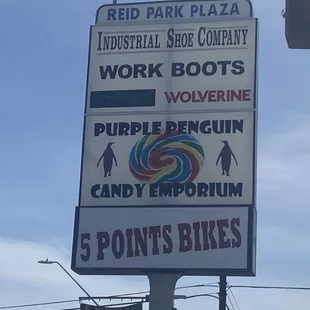 REID PARK PLAZA
INDUSTRIAL SHOE COMPANY
WORK BOOTS
WOLVERINE
PURPLE PENGUIN
CANDY EMPORIUM
5 POINTS BIKES